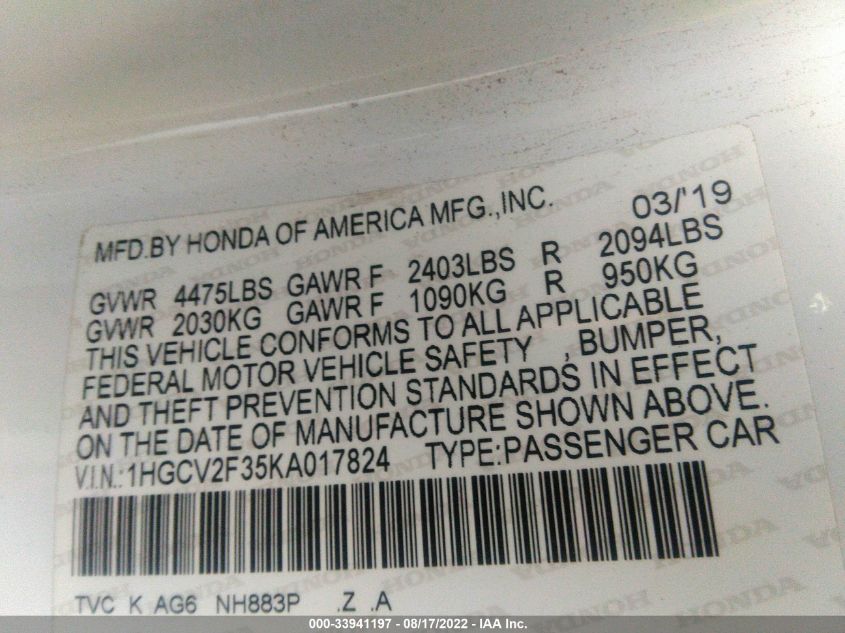 MFD.BY HONDA OF AMERICA MFG.,INC. 03/'19
GVWR 4475LBS GAWR F 2403LBS R 2094LBS
GVWR 2030KG GAWR F 1090KG R 950KG
THIS VEHICLE CONFORMS TO ALL APPLICABLE
FEDERAL MOTOR VEHICLE SAFETY , BUMPER,
AND THEFT PREVENTION STANDARDS IN EFFECT
ON THE DATE OF MANUFACTURE SHOWN ABOVE.
V.I.N.:1HGCV2F35KA017824 TYPE:PASSENGER CAR
TVC K AG6 NH883P .Z .A
000-33941197 - 08/17/2022 - IAA Inc.